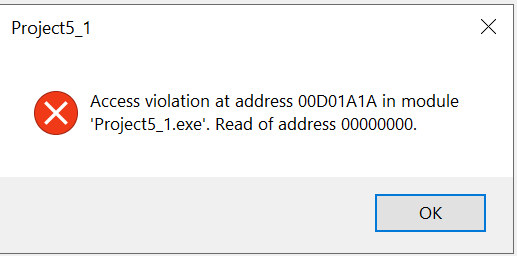 Project5_1
Access violation at address 00D01A1A in module
'Project5_1.exe'. Read of address 00000000.
OK